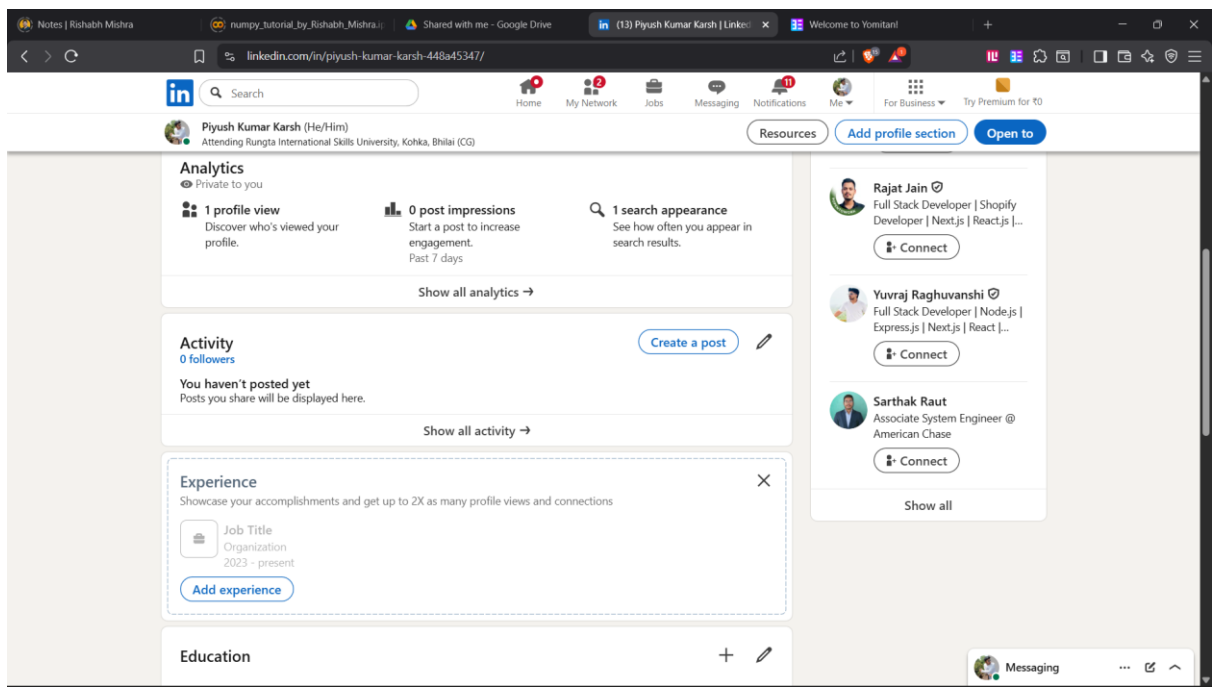 Notes | Rishabh Mishra
numpy_tutorial_by_Rishabh_Mishra.i
Shared with me - Google Drive
(13) Piyush Kumar Karsh | Linked
Welcome to Yomitan!
linkedin.com/in/piyush-kumar-karsh-448a45347/
in
Search
Home
2
My Network
Jobs
Messaging
11
Notifications
Me
For Business
Try Premium for ₹0
Piyush Kumar Karsh (He/Him)
Attending Rungta International Skills University, Kohka, Bhilai (CG)
Resources
Add profile section
Open to
Analytics
Private to you
1 profile view
Discover who's viewed your
profile.
0 post impressions
Start a post to increase
engagement.
Past 7 days
1 search appearance
See how often you appear in
search results.
Show all analytics →
Activity
0 followers
Create a post
You haven't posted yet
Posts you share will be displayed here.
Show all activity →
Experience
Showcase your accomplishments and get up to 2X as many profile views and connections
Job Title
Organization
2023 - present
Add experience
Education
Rajat Jain
Full Stack Developer | Shopify
Developer | Next.js | React.js |...
Connect
Yuvraj Raghuvanshi
Full Stack Developer | Node.js |
Express.js | Next.js | React |...
Connect
Sarthak Raut
Associate System Engineer @
American Chase
Connect
Show all
Messaging